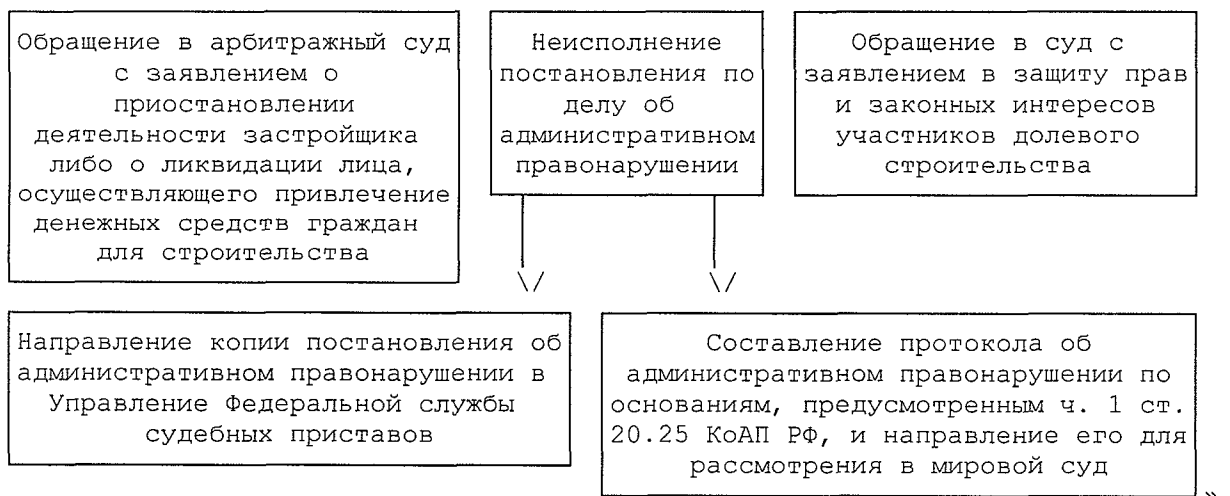 Обращение в арбитражный суд
с заявлением о
приостановлении
деятельности застройщика
либо о ликвидации лица,
осуществляющего привлечение
денежных средств граждан
для строительства
Неисполнение
постановления по
делу об
административном
правонарушении
Обращение в суд с
заявлением в защиту прав
и законных интересов
участников долевого
строительства
Направление копии постановления об
административном правонарушении в
Управление Федеральной службы
судебных приставов
Составление протокола об
административном правонарушении по
основаниям, предусмотренным ч. 1 ст.
20.25 КоАП РФ, и направление его для
рассмотрения в мировой суд
»